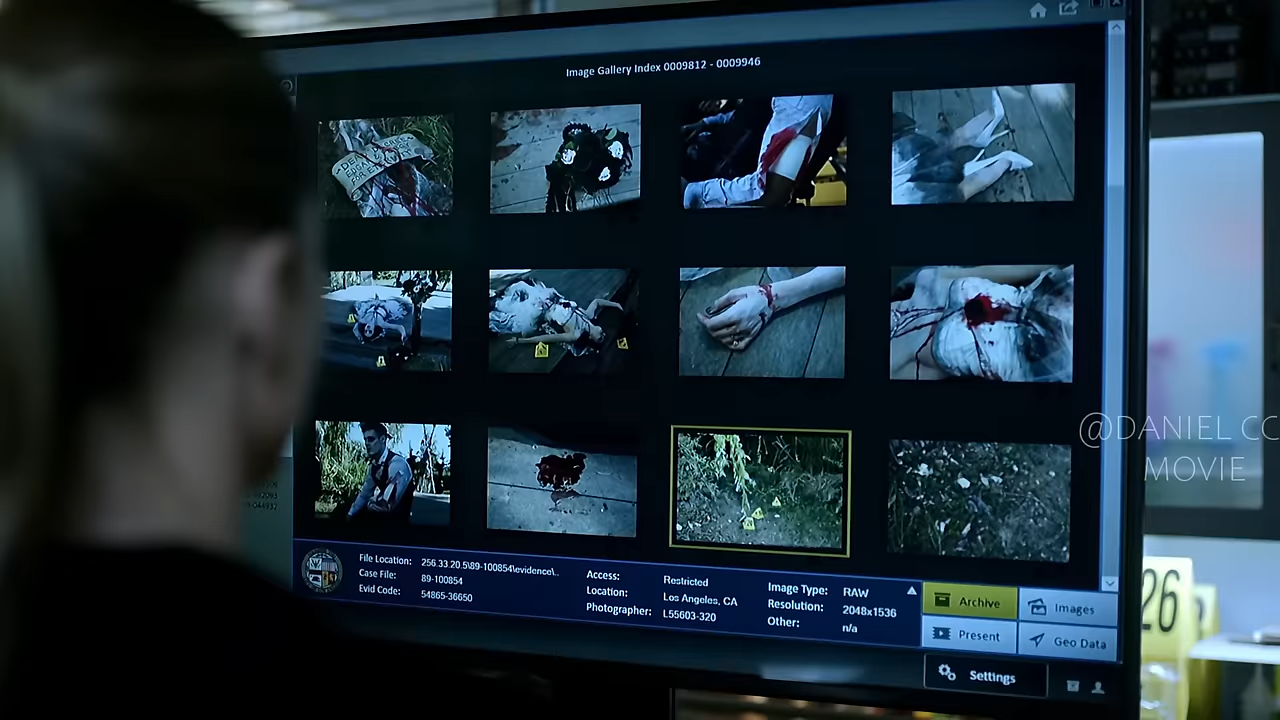 Image Gallery Index 0009812 - 0009946
File Location: 256.33.20.5\89-100854\evidence\..
Case File: 89-100854
Evid Code: 54865-36650
Access: Restricted
Location: Los Angeles, CA
Photographer: L55603-320
Image Type: RAW
Resolution: 2048x1536
Other: n/a
Archive
Images
Present
Geo Data
Settings
26
@DANIEL CC
MOVIE